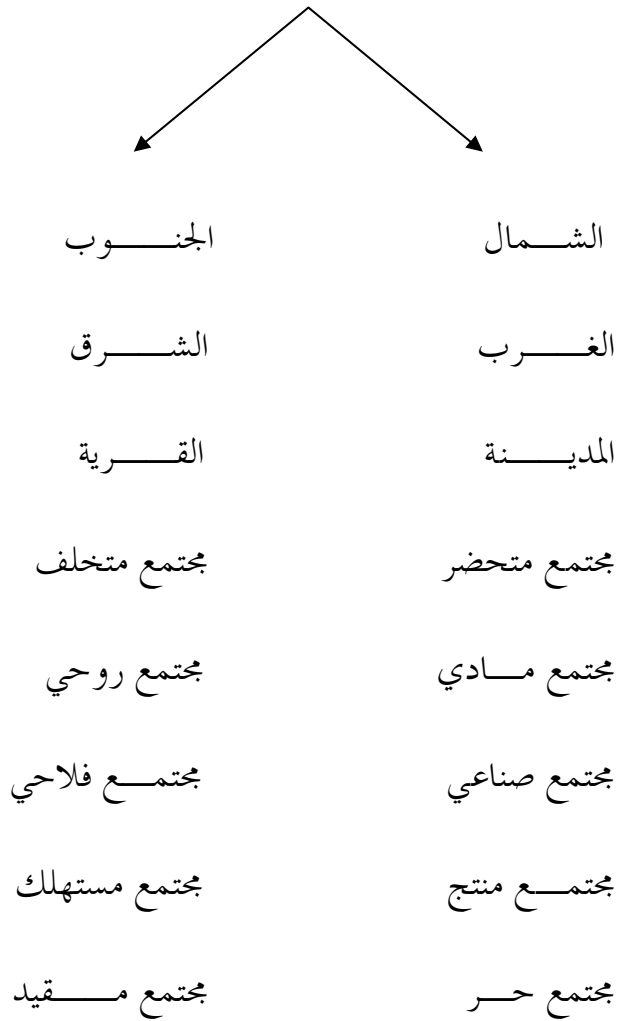 الشمال الجنوب
الغرب الشرق
المدينة القرية
مجتمع متحضر مجتمع متخلف
مجتمع مادي مجتمع روحي
مجتمع صناعي مجتمع فلاحي
مجتمع منتج مجتمع مستهلك
مجتمع حر مجتمع مقيد